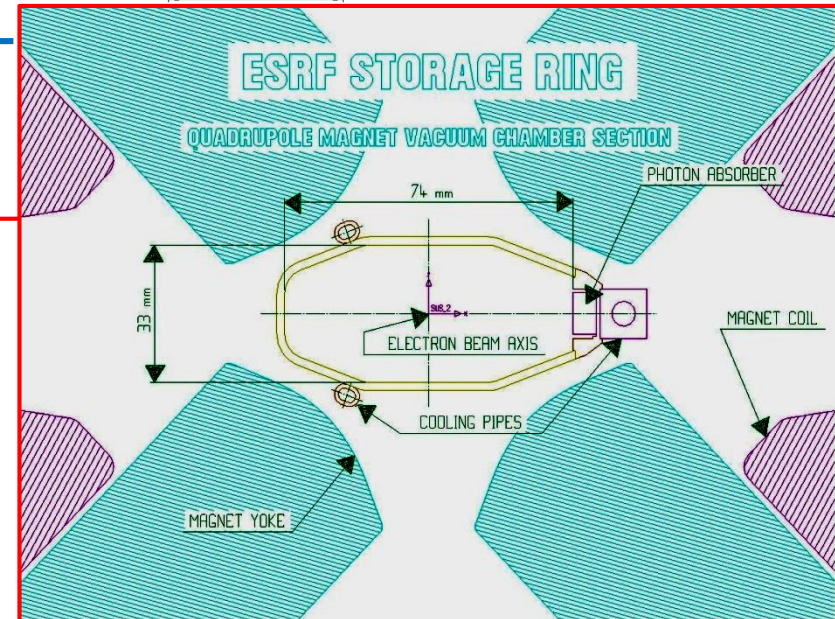 ESRF STORAGE RING
QUADRUPOLE MAGNET VACUUM CHAMBER SECTION
PHOTON ABSORBER
74 mm
33 mm
MAGNET COIL
ELECTRON BEAM AXIS
COOLING PIPES
MAGNET YOKE